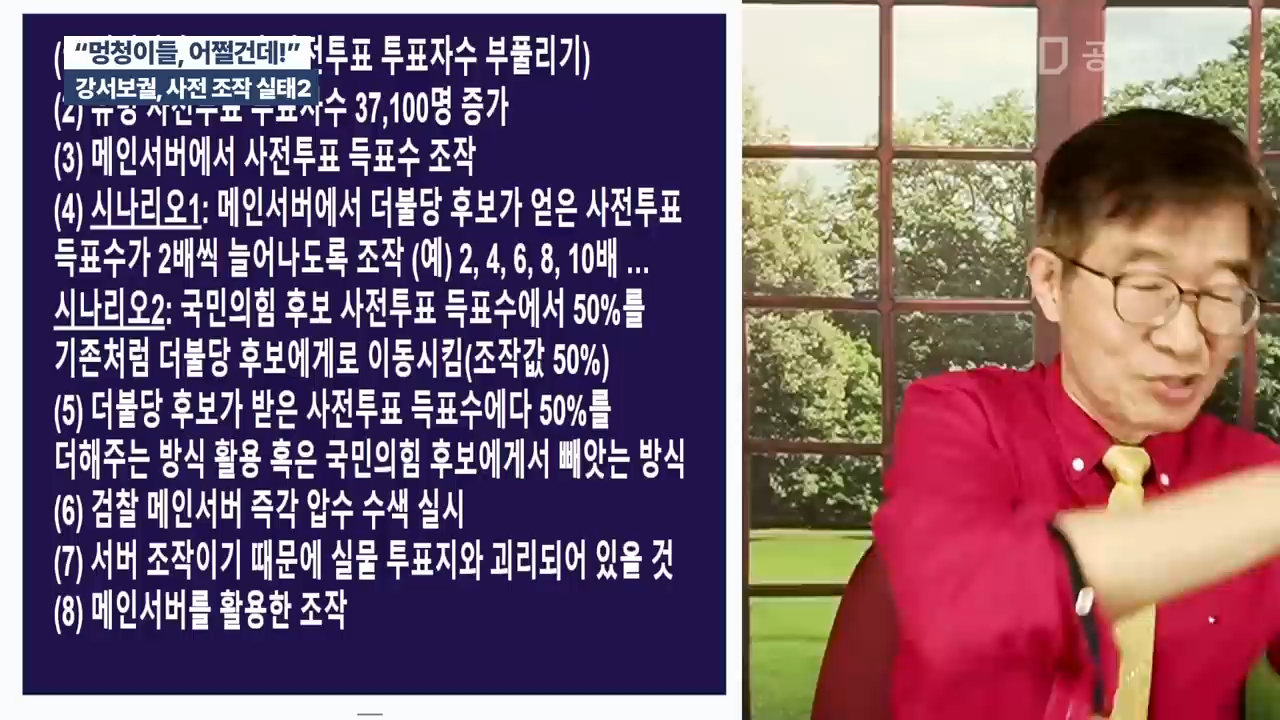 “멍청이들, 어쩔건데!”
강서보궐, 사전 조작 실태2
투표 투표자수 부풀리기)
(2) 유령 사전투표 투표자수 37,100명 증가
(3) 메인서버에서 사전투표 득표수 조작
(4) 시나리오1: 메인서버에서 더불당 후보가 얻은 사전투표
득표수가 2배씩 늘어나도록 조작 (예) 2, 4, 6, 8, 10배 ...
시나리오2: 국민의힘 후보 사전투표 득표수에서 50%를
기존처럼 더불당 후보에게로 이동시킴(조작값 50%)
(5) 더불당 후보가 받은 사전투표 득표수에다 50%를
더해주는 방식 활용 혹은 국민의힘 후보에게서 빼앗는 방식
(6) 검찰 메인서버 즉각 압수 수색 실시
(7) 서버 조작이기 때문에 실물 투표지와 괴리되어 있을 것
(8) 메인서버를 활용한 조작